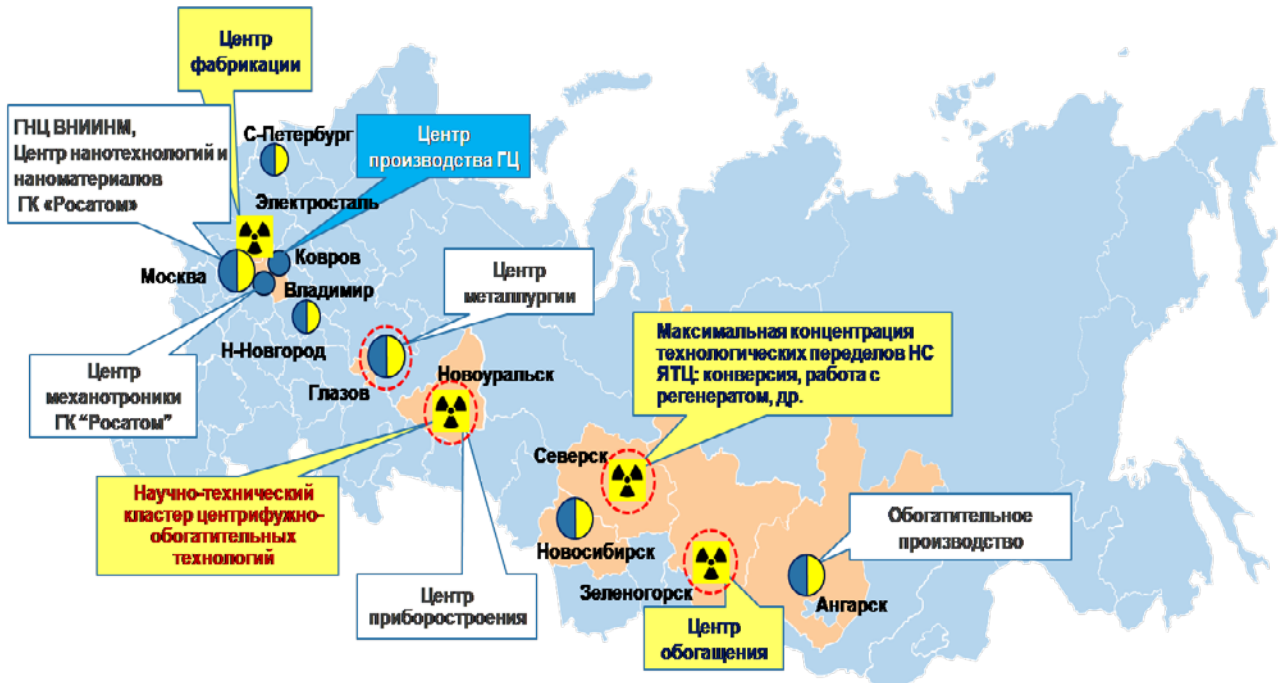 Центр
фабрикации
ГНЦ ВНИИНМ,
Центр нанотехнологий и
наноматериалов
ГК «Росатом»
С-Петербург
Центр
производства ГЦ
Электросталь
Ковров
Москва
Владимир
Центр
металлургии
Н-Новгород
Максимальная концентрация
технологических переделов НС
ЯТЦ: конверсия, работа с
регенератом, др.
Центр
механотроники
ГК “Росатом”
Глазов
Новоуральск
Северск
Научно-технический
кластер центрифужно-
обогатительных
технологий
Обогатительное
производство
Новосибирск
Центр
приборостроения
Зеленогорск
Ангарск
Центр
обогащения